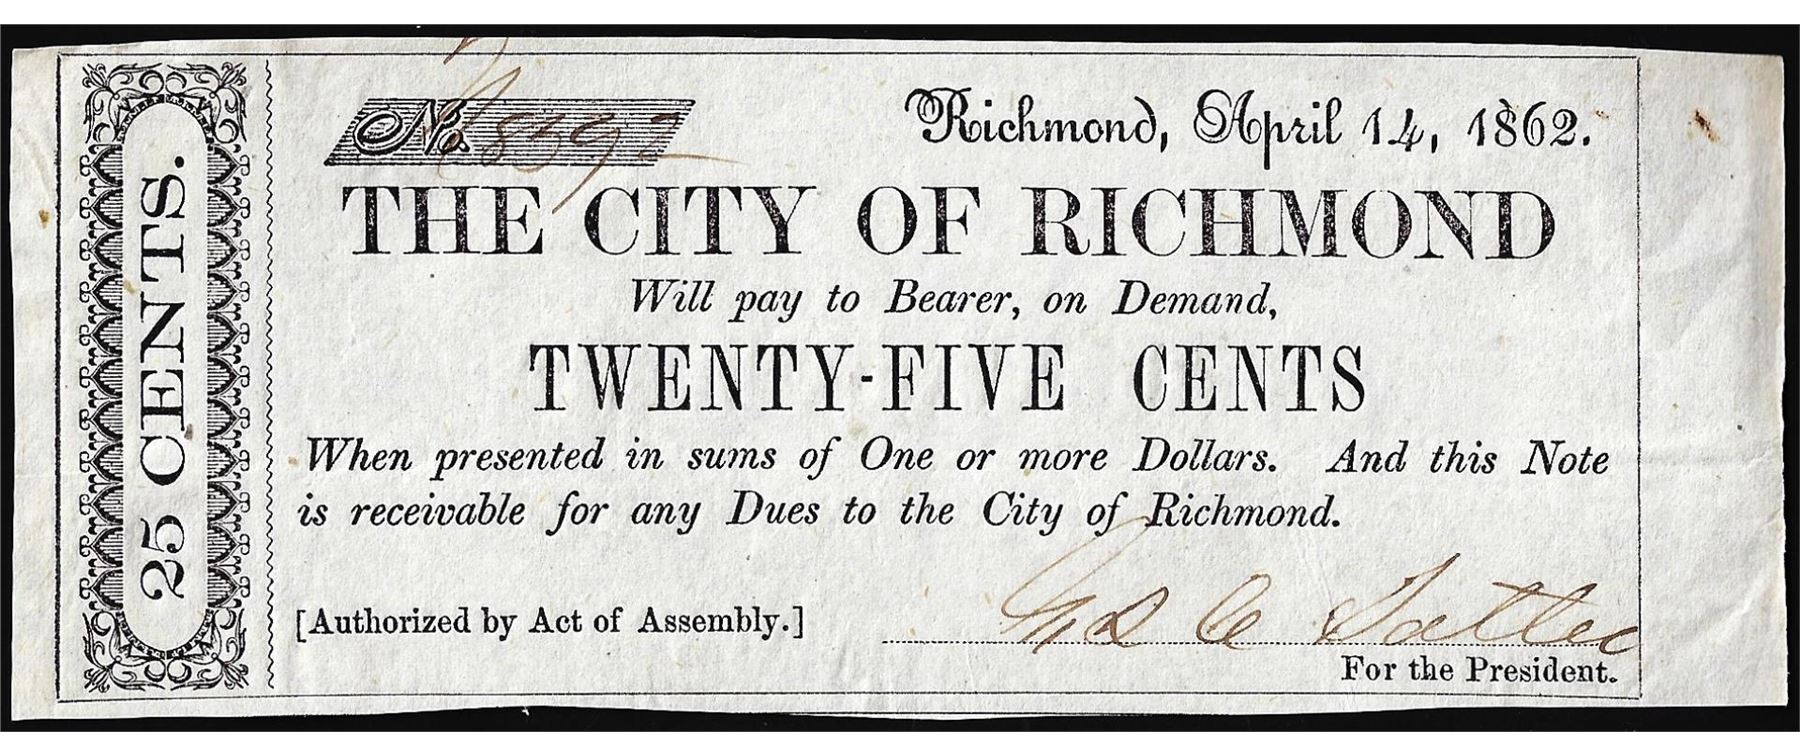 25 CENTS.
No. 8392
Richmond, April 14, 1862.
THE CITY OF RICHMOND
Will pay to Bearer, on Demand,
TWENTY-FIVE CENTS
When presented in sums of One or more Dollars. And this Note
is receivable for any Dues to the City of Richmond.
[Authorized by Act of Assembly.]
For the President.